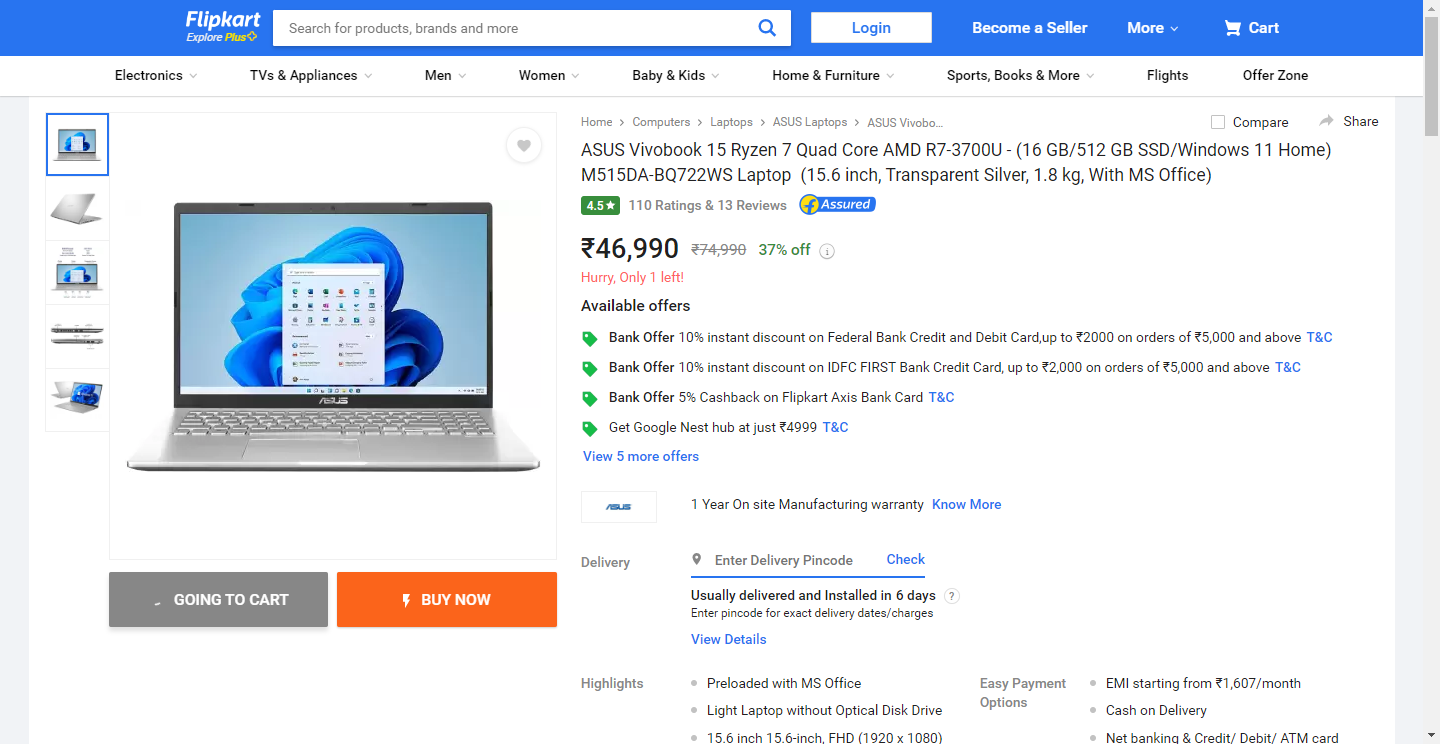 Flipkart
Explore Plus
Search for products, brands and more
Login
Become a Seller
More
Cart
Electronics
TVs & Appliances
Men
Women
Baby & Kids
Home & Furniture
Sports, Books & More
Flights
Offer Zone
Home
Computers
Laptops
ASUS Laptops
ASUS Vivobo...
Compare
Share
ASUS Vivobook 15 Ryzen 7 Quad Core AMD R7-3700U - (16 GB/512 GB SSD/Windows 11 Home)
M515DA-BQ722WS Laptop (15.6 inch, Transparent Silver, 1.8 kg, With MS Office)
4.5★ 110 Ratings & 13 Reviews Assured
₹46,990 ₹74,990 37% off
Hurry, Only 1 left!
Available offers
Bank Offer 10% instant discount on Federal Bank Credit and Debit Card,up to ₹2000 on orders of ₹5,000 and above T&C
Bank Offer 10% instant discount on IDFC FIRST Bank Credit Card, up to ₹2,000 on orders of ₹5,000 and above T&C
Bank Offer 5% Cashback on Flipkart Axis Bank Card T&C
Get Google Nest hub at just ₹4999 T&C
View 5 more offers
ASUS
ASUS
1 Year On site Manufacturing warranty Know More
Delivery
Enter Delivery Pincode
Check
Usually delivered and Installed in 6 days ?
Enter pincode for exact delivery dates/charges
View Details
GOING TO CART
BUY NOW
Highlights
Preloaded with MS Office
Light Laptop without Optical Disk Drive
15.6 inch 15.6-inch, FHD (1920 x 1080)
Easy Payment
Options
EMI starting from ₹1,607/month
Cash on Delivery
Net banking & Credit/ Debit/ ATM card